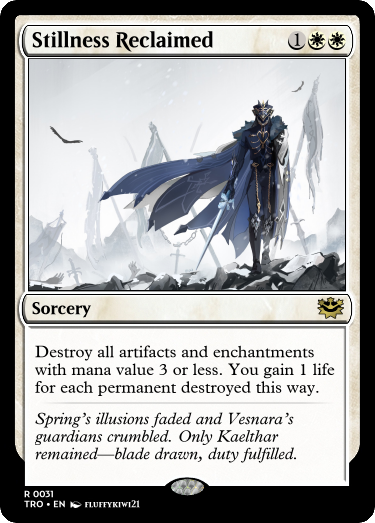 Stillness Reclaimed 1
Sorcery
Destroy all artifacts and enchantments
with mana value 3 or less. You gain 1 life
for each permanent destroyed this way.
Spring's illusions faded and Vesnara's
guardians crumbled. Only Kaelthar
remained—blade drawn, duty fulfilled.
R 0031
TRO • EN FLUFFYKIWI21